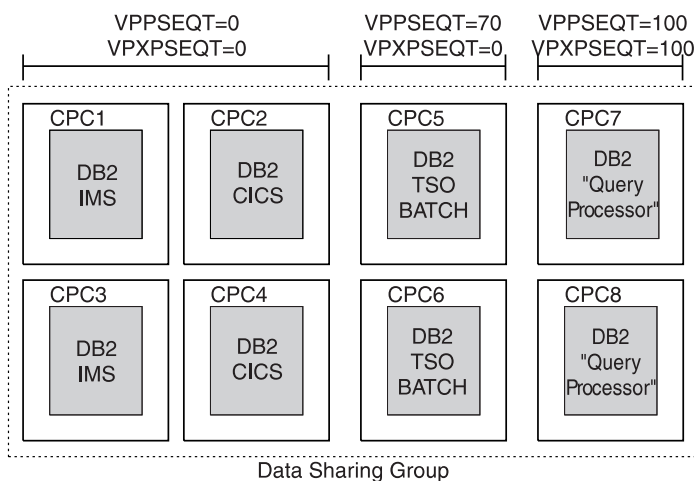 VPPSEQT=0
VPXPSEQT=0
VPPSEQT=70
VPXPSEQT=0
VPPSEQT=100
VPXPSEQT=100
CPC1
DB2
IMS
CPC2
DB2
CICS
CPC5
DB2
TSO
BATCH
CPC7
DB2
"Query
Processor"
CPC3
DB2
IMS
CPC4
DB2
CICS
CPC6
DB2
TSO
BATCH
CPC8
DB2
"Query
Processor"
Data Sharing Group